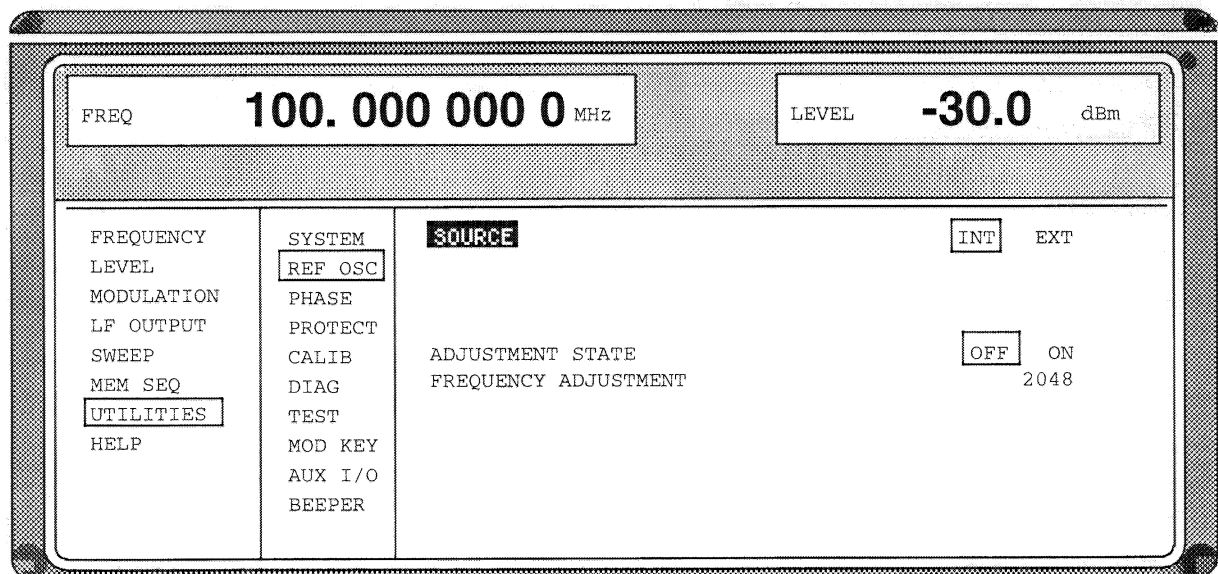 FREQ 100. 000 000 0 MHz LEVEL -30.0 dBm
FREQUENCY
LEVEL
MODULATION
LF OUTPUT
SWEEP
MEM SEQ
UTILITIES
HELP
SYSTEM
REF OSC
PHASE
PROTECT
CALIB
DIAG
TEST
MOD KEY
AUX I/O
BEEPER
SOURCE INT EXT
ADJUSTMENT STATE OFF ON
FREQUENCY ADJUSTMENT 2048